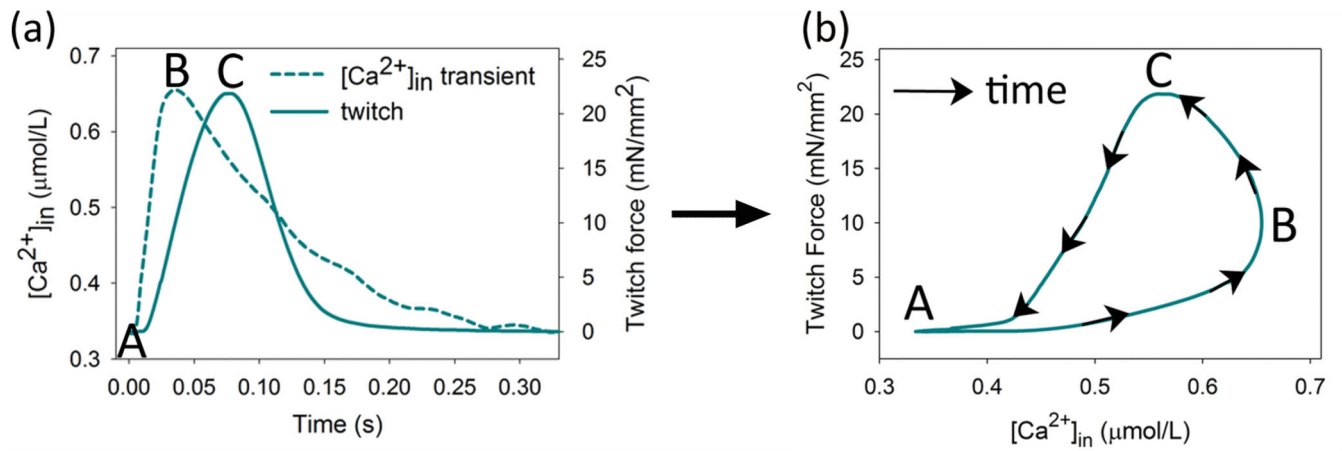 (a)
0.7
0.6
0.5
0.4
0.3
[Ca2+]in (μmol/L)
A
B
C
[Ca2+]in transient
twitch
25
20
15
10
5
0
Twitch force (mN/mm2)
0.00 0.05 0.10 0.15 0.20 0.25 0.30
Time (s)
(b)
25
20
15
10
5
0
Twitch Force (mN/mm2)
time
C
B
A
0.3 0.4 0.5 0.6 0.7
[Ca2+]in (μmol/L)